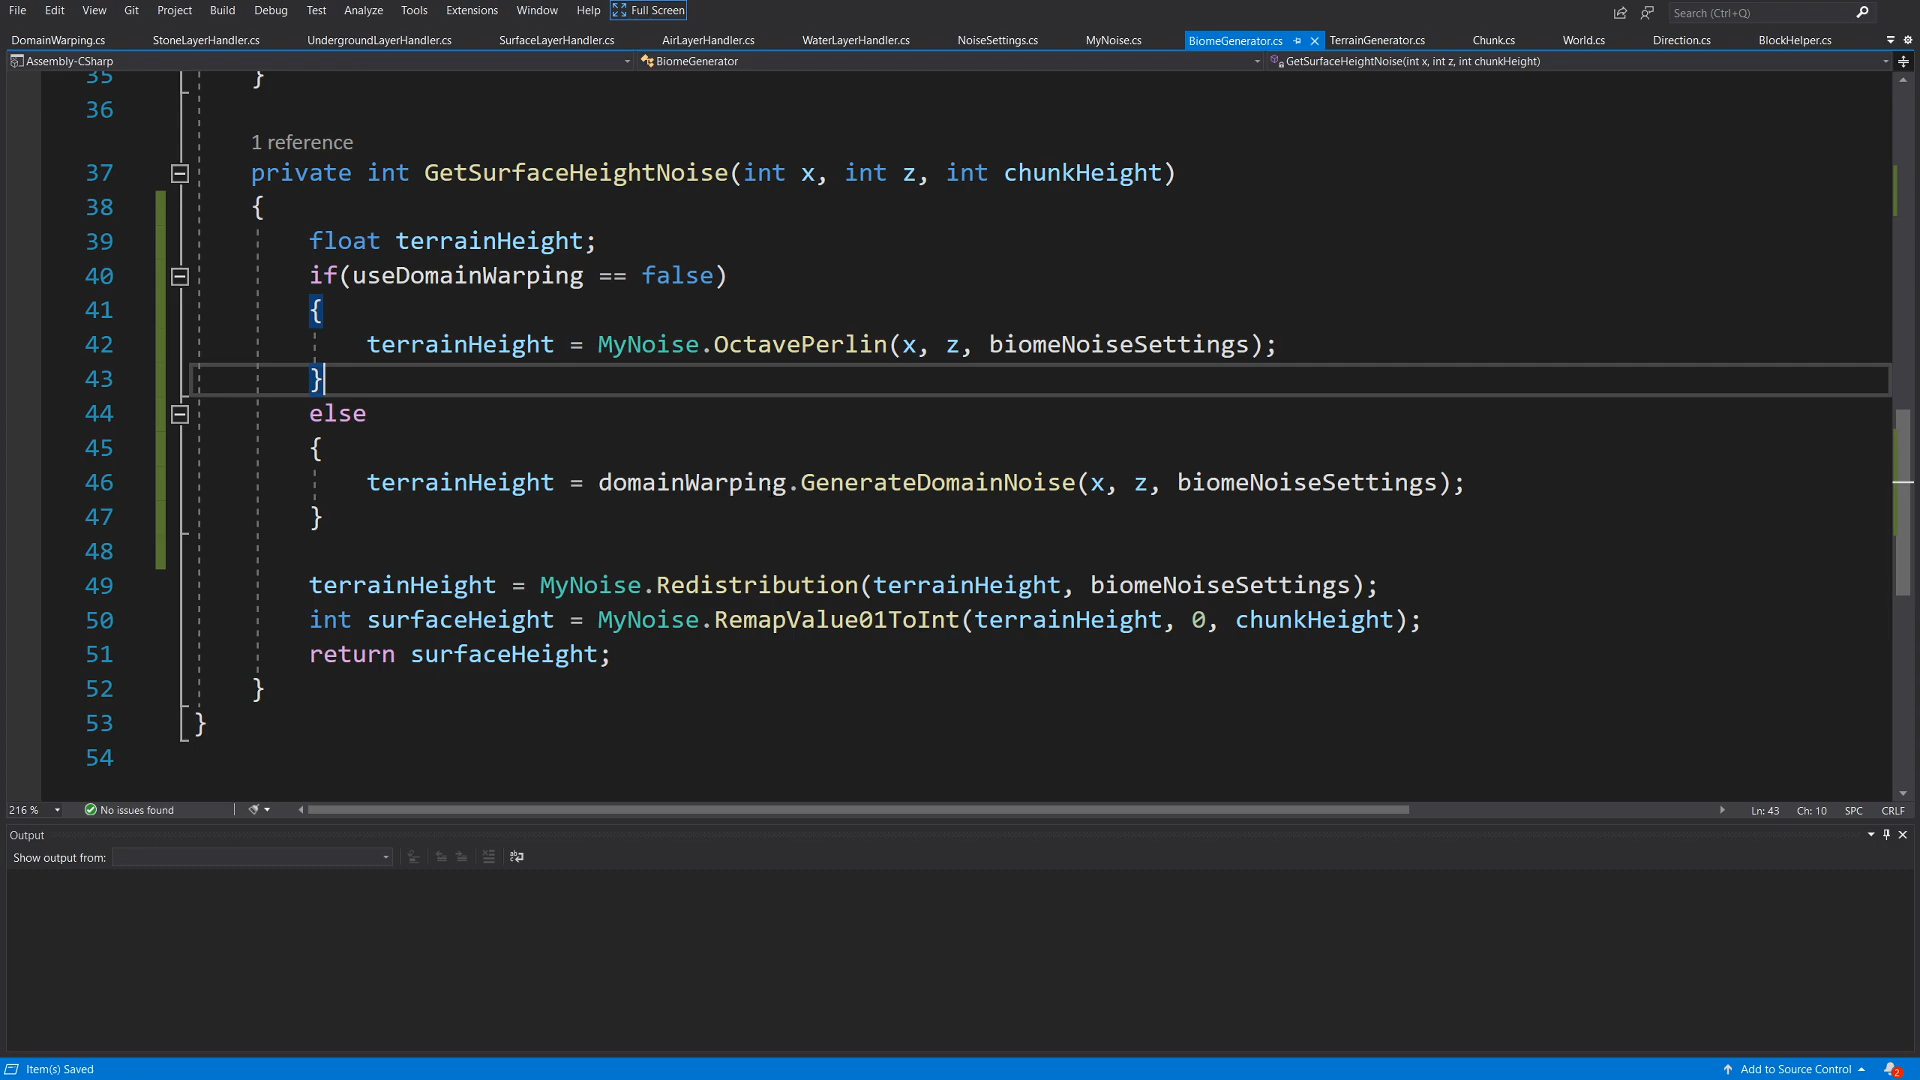 File Edit View Git Project Build Debug Test Analyze Tools Extensions Window Help Full Screen Search (Ctrl+Q)
DomainWarping.cs StoneLayerHandler.cs UndergroundLayerHandler.cs SurfaceLayerHandler.cs AirLayerHandler.cs WaterLayerHandler.cs NoiseSettings.cs MyNoise.cs BiomeGenerator.cs TerrainGenerator.cs Chunk.cs World.cs Direction.cs BlockHelper.cs
Assembly-CSharp BiomeGenerator GetSurfaceHeightNoise(int x, int z, int chunkHeight)
35 }
36
1 reference
37 private int GetSurfaceHeightNoise(int x, int z, int chunkHeight)
38 {
39 float terrainHeight;
40 if(useDomainWarping == false)
41 {
42 terrainHeight = MyNoise.OctavePerlin(x, z, biomeNoiseSettings);
43 }
44 else
45 {
46 terrainHeight = domainWarping.GenerateDomainNoise(x, z, biomeNoiseSettings);
47 }
48
49 terrainHeight = MyNoise.Redistribution(terrainHeight, biomeNoiseSettings);
50 int surfaceHeight = MyNoise.RemapValue01ToInt(terrainHeight, 0, chunkHeight);
51 return surfaceHeight;
52 }
53 }
54
216 % No issues found Ln: 43 Ch: 10 SPC CRLF
Output
Show output from:
Item(s) Saved Add to Source Control 2